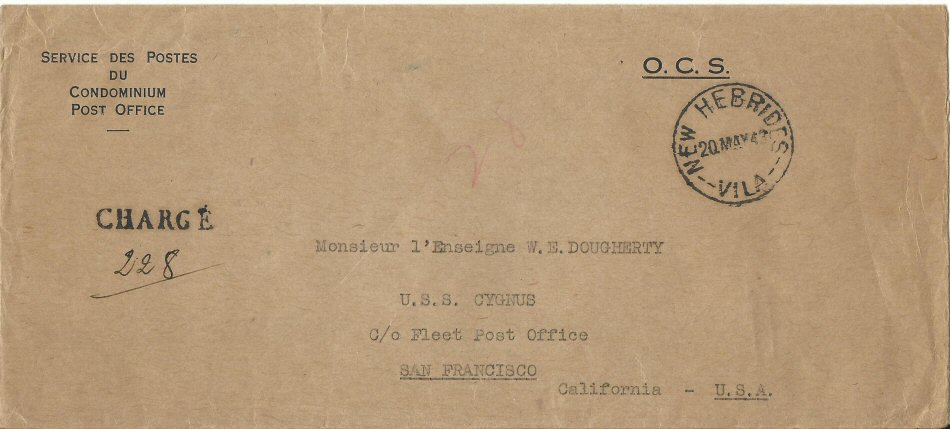 SERVICE DES POSTES
DU
CONDOMINIUM
POST OFFICE
O. C. S.
NEW HEBRIDES
20 MAY 43
--VILA--
CHARGÉ
228
Monsieur l'Enseigne W.E.DOUGHERTY
U.S.S. CYGNUS
C/o Fleet Post Office
SAN FRANCISCO
California - U.S.A.